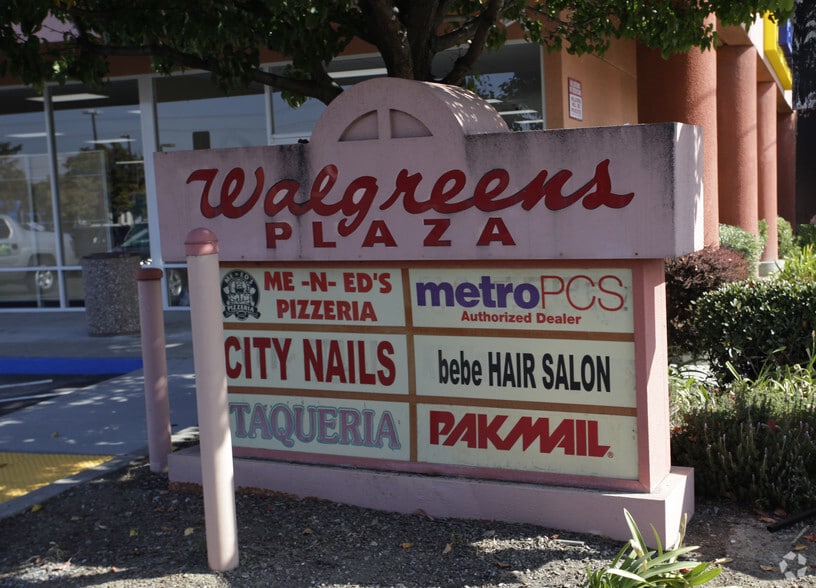 Walgreens
PLAZA
ME -N- ED'S
PIZZERIA
metroPCS
Authorized Dealer
CITY NAILS
bebe HAIR SALON
TAQUERIA
PAKMAIL®